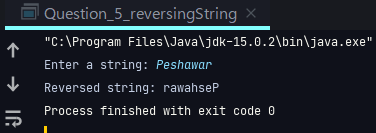 Question_5_reversingString
"C:\Program Files\Java\jdk-15.0.2\bin\java.exe"
Enter a string: Peshawar
Reversed string: rawahseP
Process finished with exit code 0